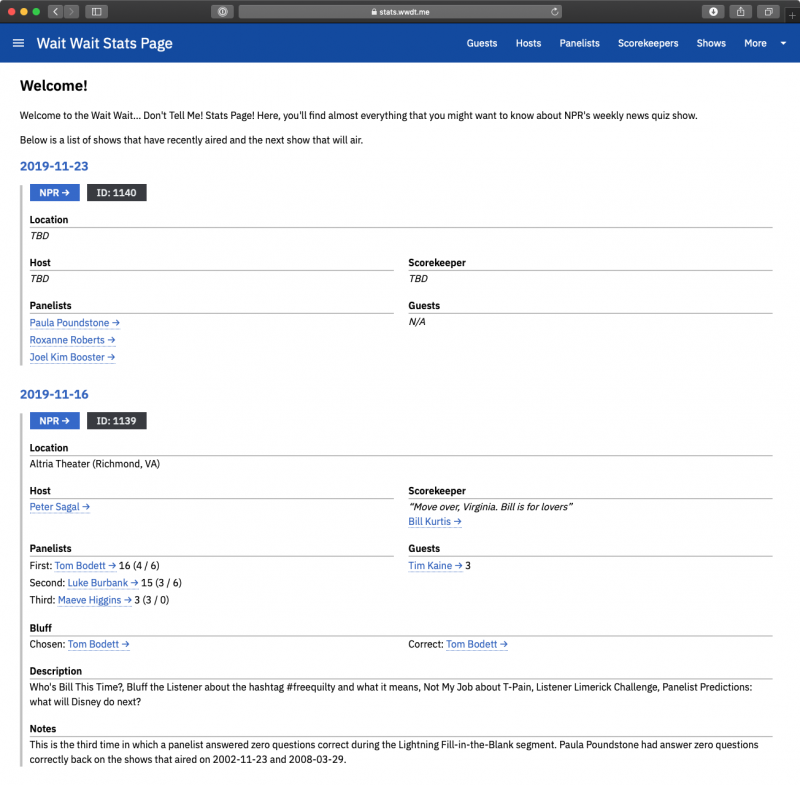 stats.wwdt.me
Wait Wait Stats Page
Guests Hosts Panelists Scorekeepers Shows More
Welcome!
Welcome to the Wait Wait... Don't Tell Me! Stats Page! Here, you'll find almost everything that you might want to know about NPR's weekly news quiz show.
Below is a list of shows that have recently aired and the next show that will air.
2019-11-23
NPR → ID: 1140
Location
TBD
Host
TBD
Scorekeeper
TBD
Panelists
Paula Poundstone →
Roxanne Roberts →
Joel Kim Booster →
Guests
N/A
2019-11-16
NPR → ID: 1139
Location
Altria Theater (Richmond, VA)
Host
Peter Sagal →
Scorekeeper
“Move over, Virginia. Bill is for lovers”
Bill Kurtis →
Panelists
First: Tom Bodett → 16 (4 / 6)
Second: Luke Burbank → 15 (3 / 6)
Third: Maeve Higgins → 3 (3 / 0)
Guests
Tim Kaine → 3
Bluff
Chosen: Tom Bodett →
Correct: Tom Bodett →
Description
Who's Bill This Time?, Bluff the Listener about the hashtag #freequilty and what it means, Not My Job about T-Pain, Listener Limerick Challenge, Panelist Predictions:
what will Disney do next?
Notes
This is the third time in which a panelist answered zero questions correct during the Lightning Fill-in-the-Blank segment. Paula Poundstone had answer zero questions
correctly back on the shows that aired on 2002-11-23 and 2008-03-29.